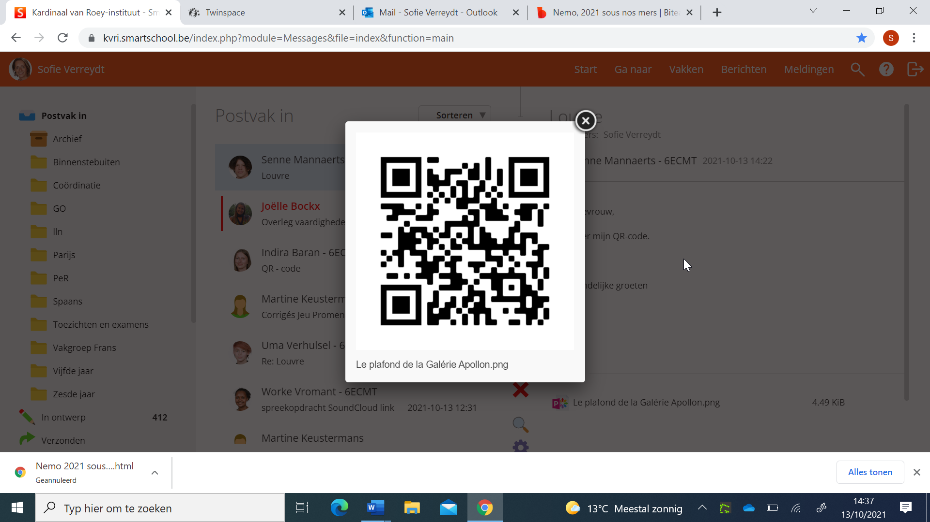 Kardinaal van Roey-instituut - Sm
Twinspace
Mail - Sofie Verreydt - Outlook
Nemo, 2021 sous nos mers | Bite
kvri.smartschool.be/index.php?module=Messages&file=index&function=main
S
Sofie Verreydt
Start
Ga naar
Vakken
Berichten
Meldingen
Postvak in
Archief
Binnenstebuiten
Coördinatie
GO
lln
Parijs
PeR
Spaans
Toezichten en examens
Vakgroep Frans
Vijfde jaar
Zesde jaar
In ontwerp 412
Verzonden
Postvak in
Sorteren
Senne Mannaerts
Louvre
Joëlle Bockx
Overleg vaardighede
Indira Baran - 6EC
QR - code
Martine Keusterm
Corrigés Jeu Promen
Uma Verhulsel - 6
Re: Louvre
Worke Vromant - 6ECMT
spreekopdracht SoundCloud link 2021-10-13 12:31
Martine Keustermans
Sofie Verreydt
nne Mannaerts - 6ECMT 2021-10-13 14:22
evrouw,
er mijn QR code.
ndelijke groeten
Le plafond de la Galérie Apollon.png
Le plafond de la Galérie Apollon.png 4.49 KiB
Nemo 2021 sous....html
Geannuleerd
Alles tonen
Typ hier om te zoeken
13°C Meestal zonnig
14:37
13/10/2021